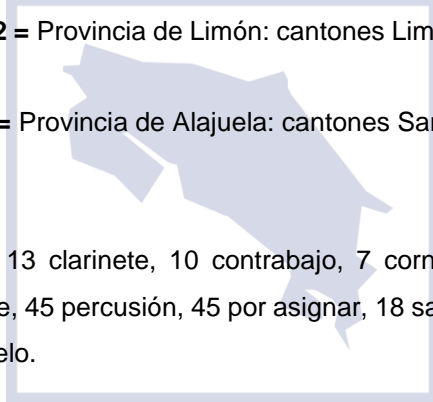 2 = Provincia de Limón: cantones Lim
= Provincia de Alajuela: cantones Sar
13 clarinete, 10 contrabajo, 7 corn
e, 45 percusión, 45 por asignar, 18 sa
elo.